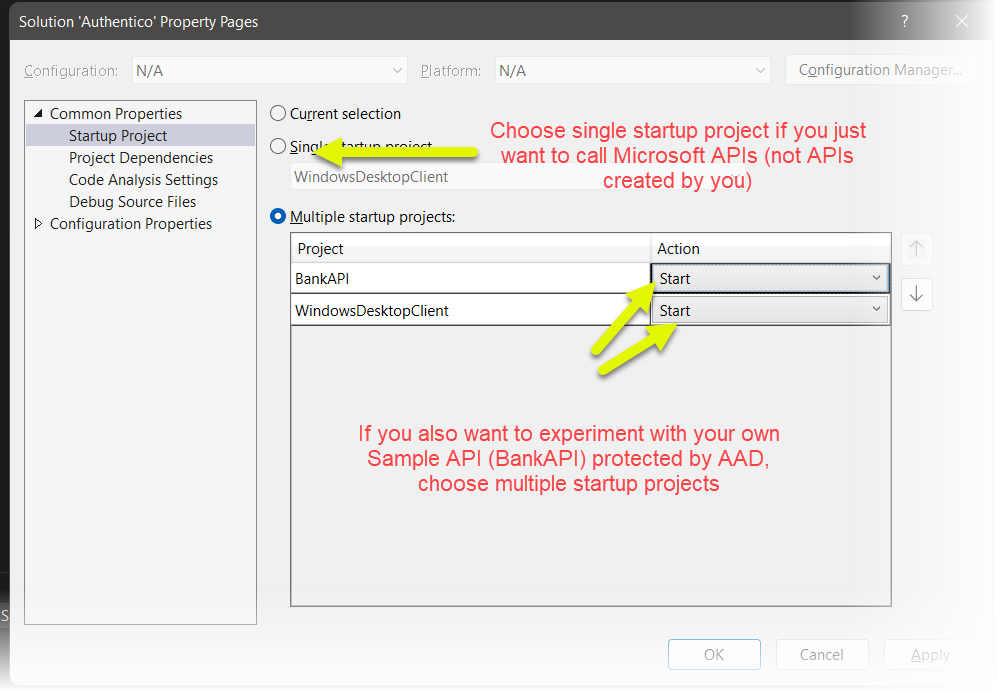 Solution 'Authentico' Property Pages
?
Configuration: N/A
Platform: N/A
Configuration Manager...
Common Properties
Startup Project
Project Dependencies
Code Analysis Settings
Debug Source Files
Configuration Properties
Current selection
Single startup project
WindowsDesktopClient
Choose single startup project if you just
want to call Microsoft APIs (not APIs
created by you)
Multiple startup projects:
Project Action
BankAPI Start
WindowsDesktopClient Start
If you also want to experiment with your own
Sample API (BankAPI) protected by AAD,
choose multiple startup projects
S
OK Cancel Apply